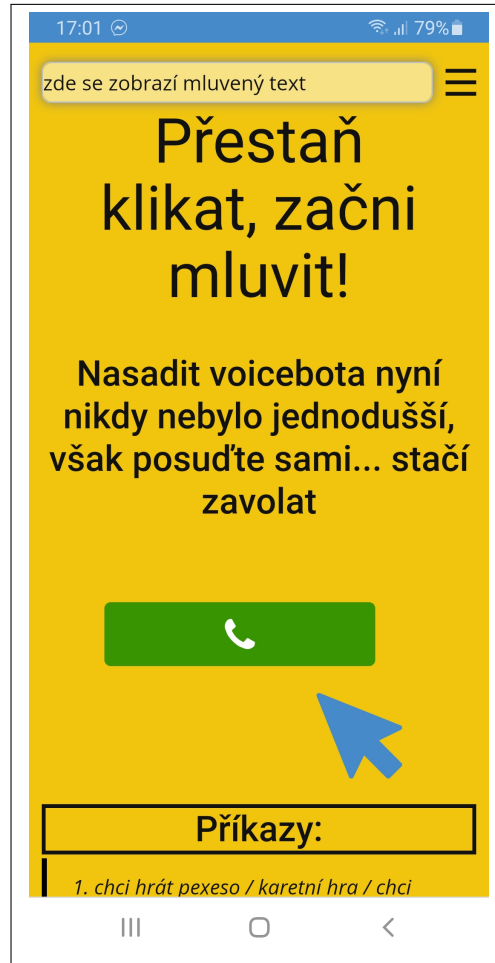 17:01 79%
zde se zobrazí mluvený text
Přestaň
klikat, začni
mluvit!
Nasadit voicebota nyní
nikdy nebylo jednodušší,
však posuďte sami... stačí
zavolat
Příkazy:
1. chci hrát pexeso / karetní hra / chci